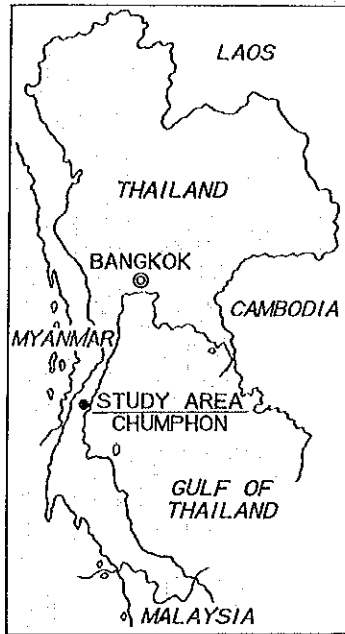 LAOS
THAILAND
BANGKOK
CAMBODIA
MYANMAR
STUDY AREA
CHUMPHON
GULF OF
THAILAND
MALAYSIA